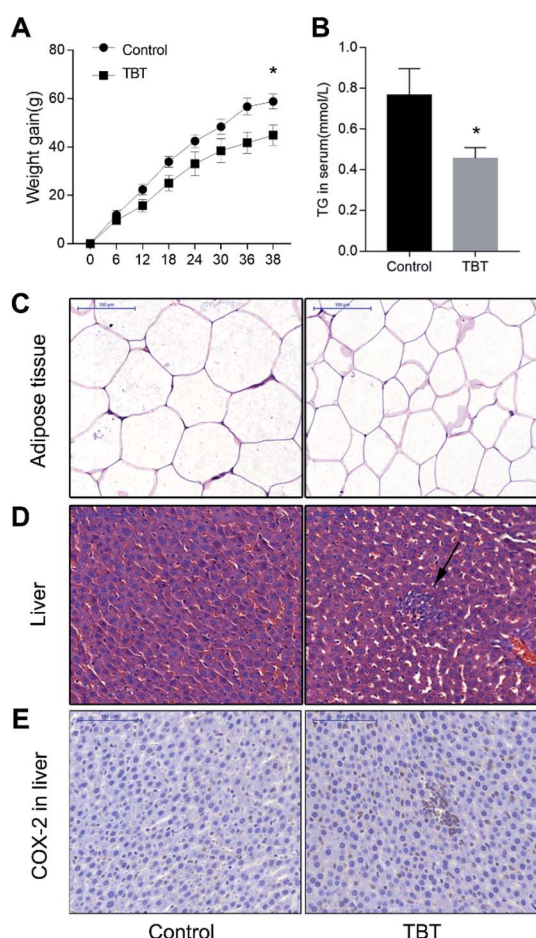 A
Control
TBT
*
Weight gain(g)
80
60
40
20
0
0 6 12 18 24 30 36 38
B
TG in serum(mmol/L)
1.0
0.8
0.6
0.4
0.2
0.0
*
Control TBT
C
Adipose tissue
100 μm
100 μm
D
Liver
E
COX-2 in liver
100 μm
Control TBT